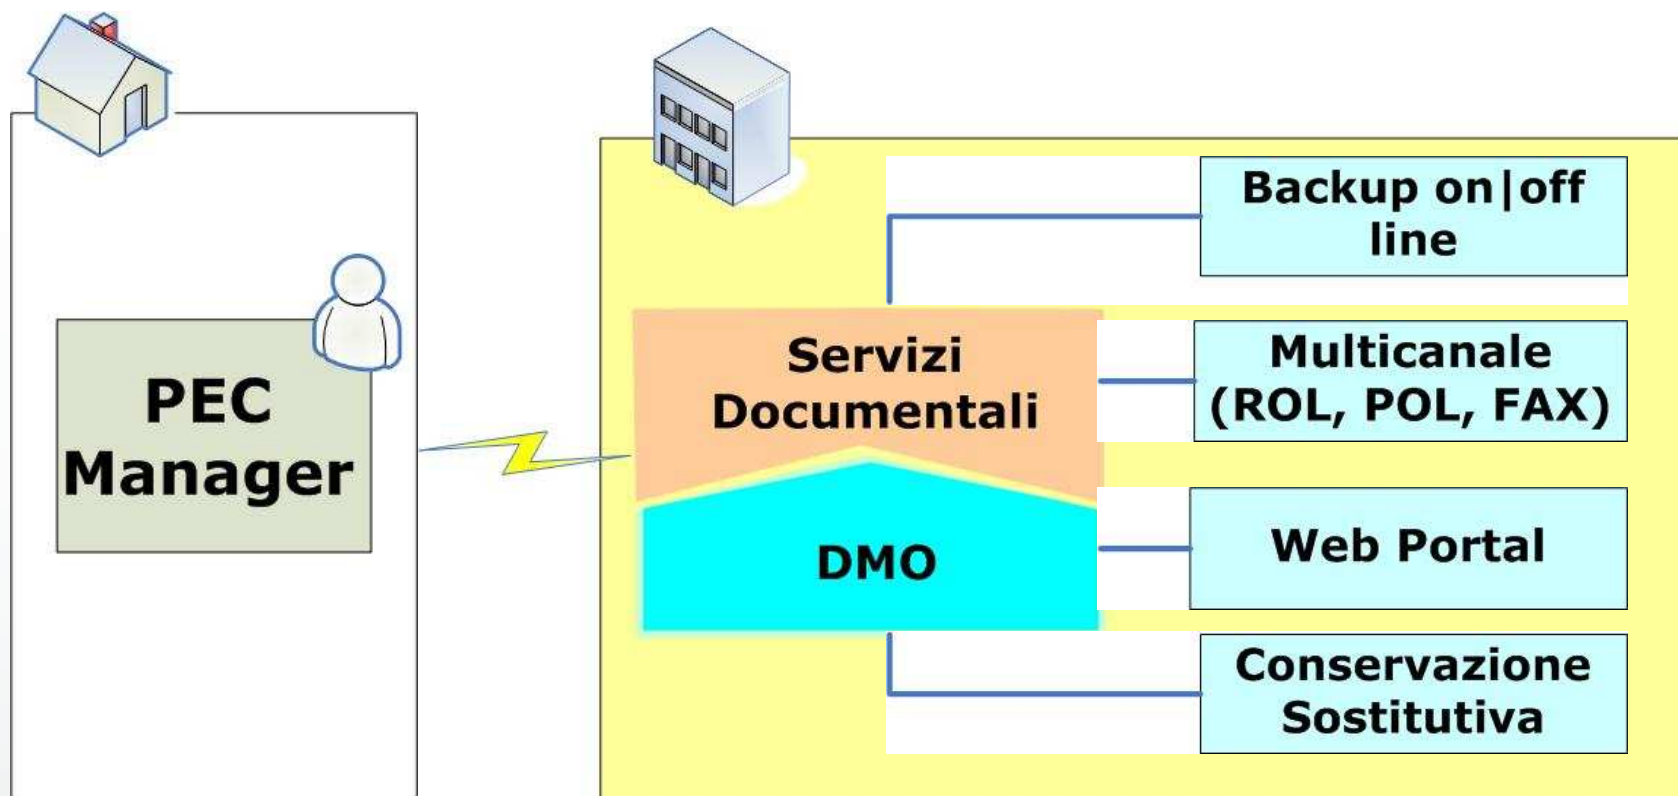 PEC
Manager
Servizi
Documentali
DMO
Backup on|off
line
Multicanale
(ROL, POL, FAX)
Web Portal
Conservazione
Sostitutiva